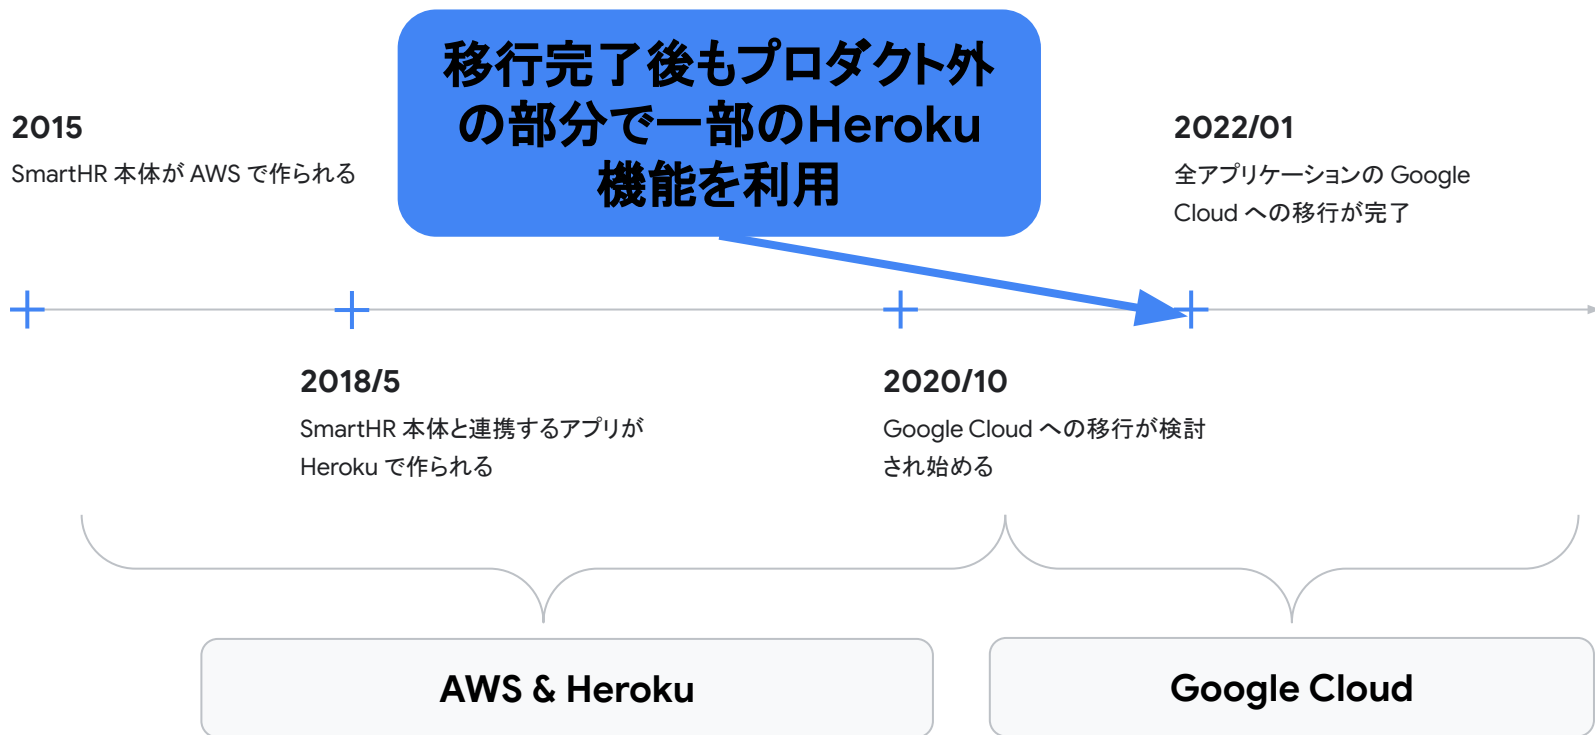 移行完了後もプロダクト外
の部分で一部のHeroku
機能を利用
2015
SmartHR 本体が AWS で作られる
2022/01
全アプリケーションの Google
Cloud への移行が完了
2018/5
SmartHR 本体と連携するアプリが
Heroku で作られる
2020/10
Google Cloud への移行が検討
され始める
AWS & Heroku
Google Cloud